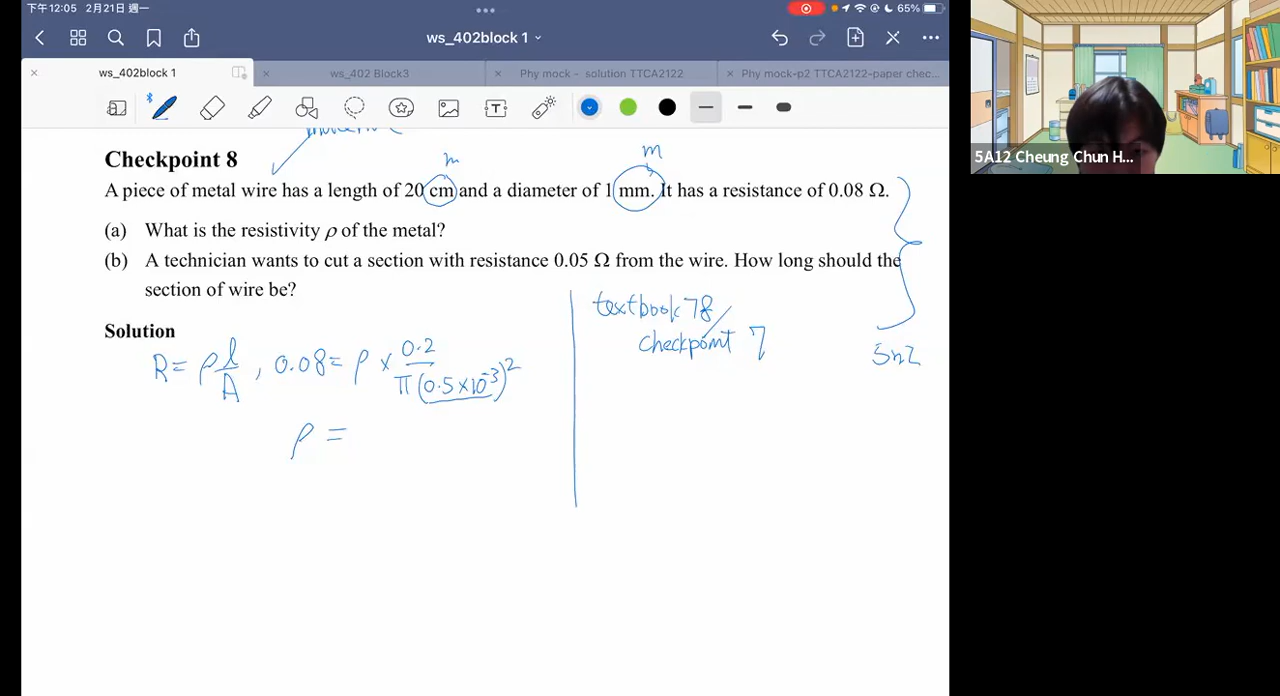 下午12:05 2月21日 週一
65%
ws_402block 1
ws_402block 1
ws_402 Block3
Phy mock - solution TTCA2122
Phy mock-p2 TTCA2122-paper chec...
Checkpoint 8
m
m
A piece of metal wire has a length of 20 cm and a diameter of 1 mm. It has a resistance of 0.08 Ω.
(a) What is the resistivity ρ of the metal?
(b) A technician wants to cut a section with resistance 0.05 Ω from the wire. How long should the
section of wire be?
Solution
R = ρ l/A , 0.08 = ρ × 0.2/π(0.5×10⁻³)²
ρ =
textbook 78/
checkpoint 7
5A12 Cheung Chun H...